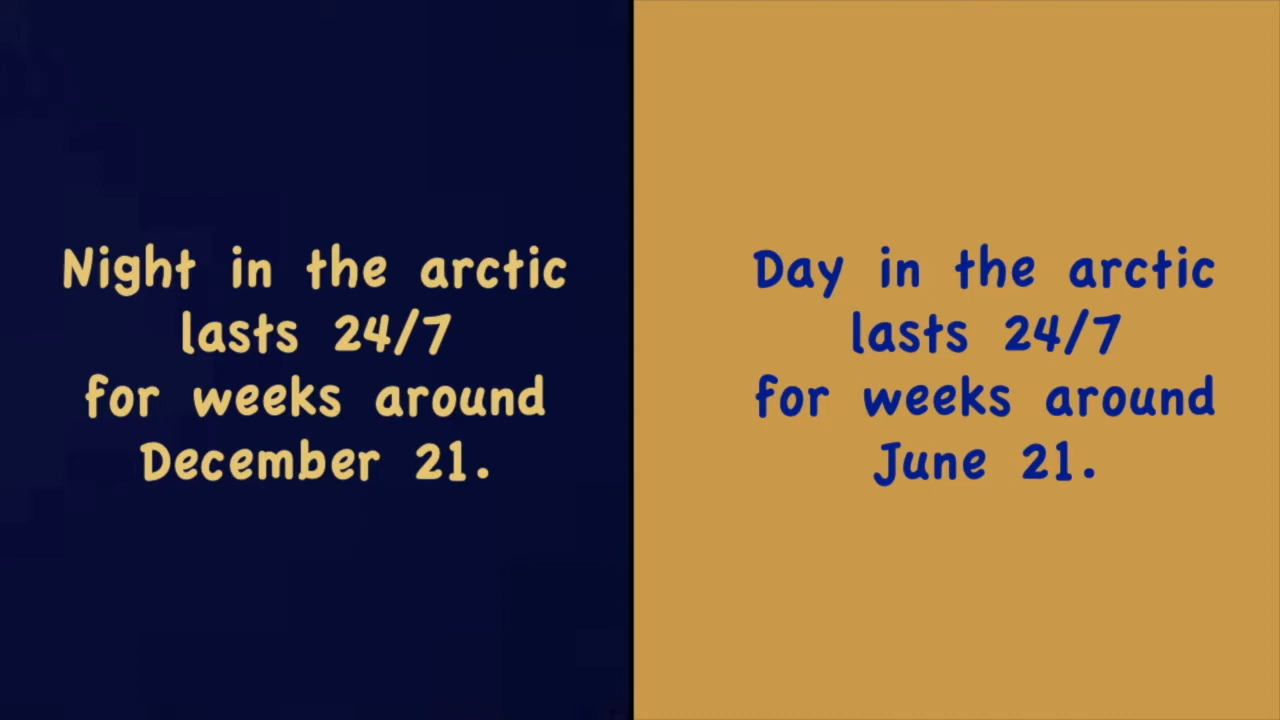 Night in the arctic
lasts 24/7
for weeks around
December 21.
Day in the arctic
lasts 24/7
for weeks around
June 21.